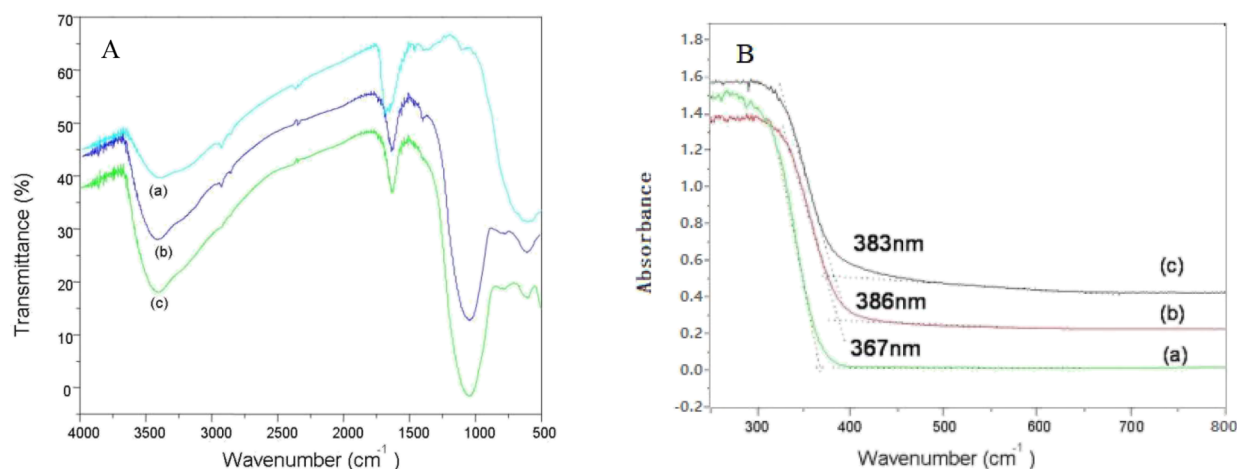 A
Transmittance (%)
70
60
50
40
30
20
10
0
(a)
(b)
(c)
4000 3500 3000 2500 2000 1500 1000 500
Wavenumber (cm⁻¹)
B
Absorbance
1.8
1.6
1.4
1.2
1.0
0.8
0.6
0.4
0.2
0.0
-0.2
383nm
(c)
386nm
(b)
367nm
(a)
300 400 500 600 700 800
Wavenumber (cm⁻¹)